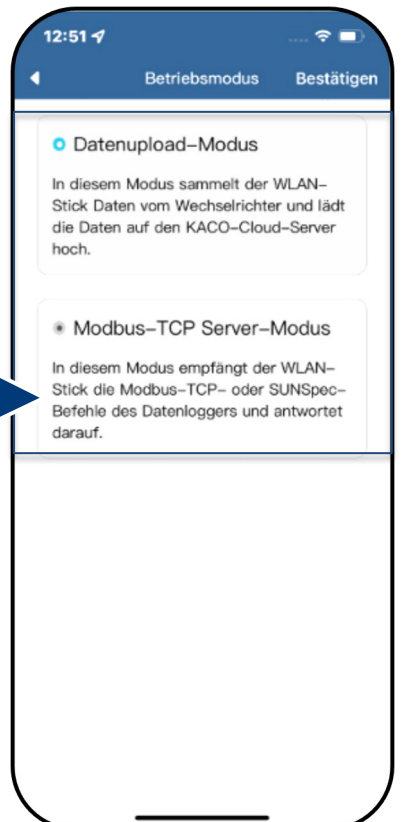 12:51
Betriebsmodus Bestätigen
Datenupload-Modus
In diesem Modus sammelt der WLAN-
Stick Daten vom Wechselrichter und lädt
die Daten auf den KACO-Cloud-Server
hoch.
Modbus-TCP Server-Modus
In diesem Modus empfängt der WLAN-
Stick die Modbus-TCP- oder SUNSpec-
Befehle des Datenloggers und antwortet
darauf.